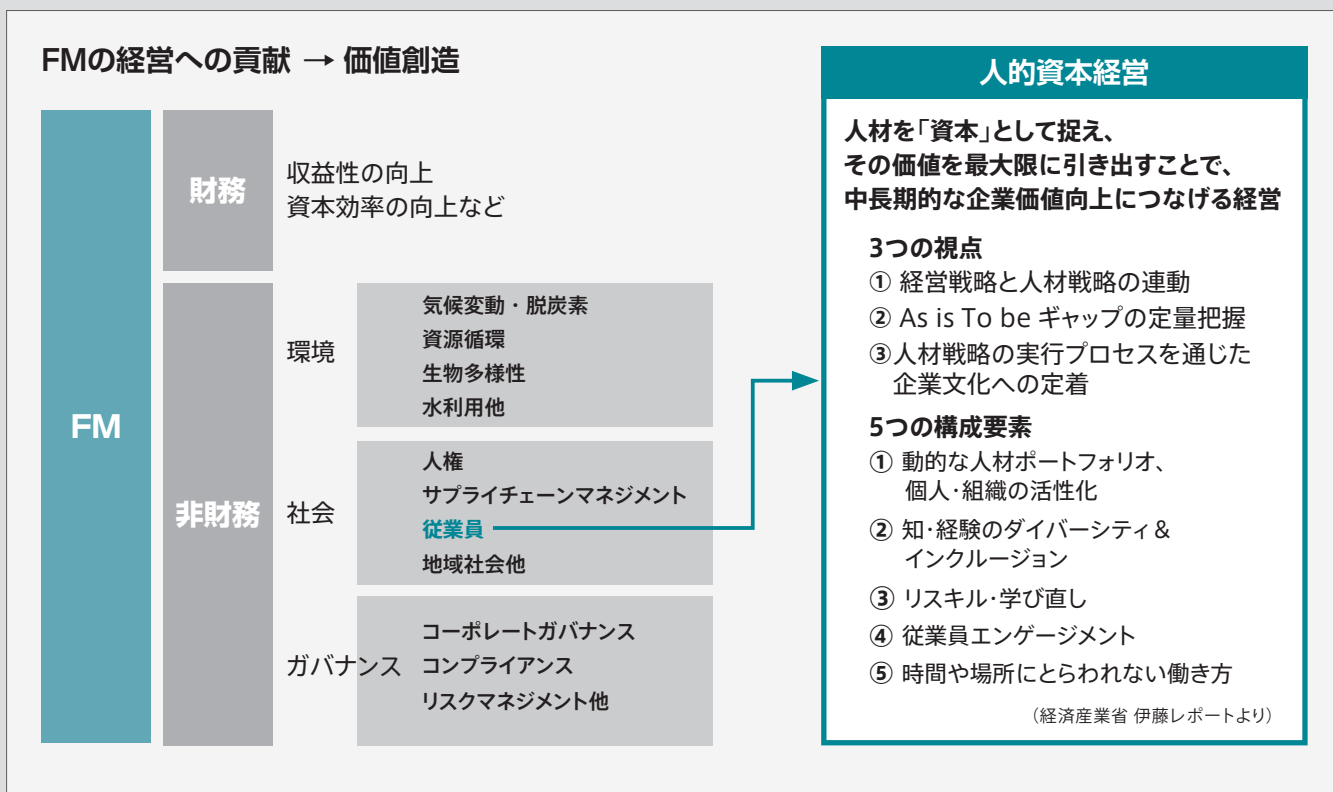 FMの経営への貢献 → 価値創造
FM
財務
収益性の向上
資本効率の向上など
非財務
環境
気候変動・脱炭素
資源循環
生物多様性
水利用他
社会
人権
サプライチェーンマネジメント
従業員
地域社会他
ガバナンス
コーポレートガバナンス
コンプライアンス
リスクマネジメント他
人的資本経営
人材を「資本」として捉え、
その価値を最大限に引き出すことで、
中長期的な企業価値向上につなげる経営
3つの視点
① 経営戦略と人材戦略の連動
② As is To be ギャップの定量把握
③人材戦略の実行プロセスを通じた
企業文化への定着
5つの構成要素
① 動的な人材ポートフォリオ、
個人・組織の活性化
② 知・経験のダイバーシティ&
インクルージョン
③ リスキル・学び直し
④ 従業員エンゲージメント
⑤ 時間や場所にとらわれない働き方
（経済産業省 伊藤レポートより）